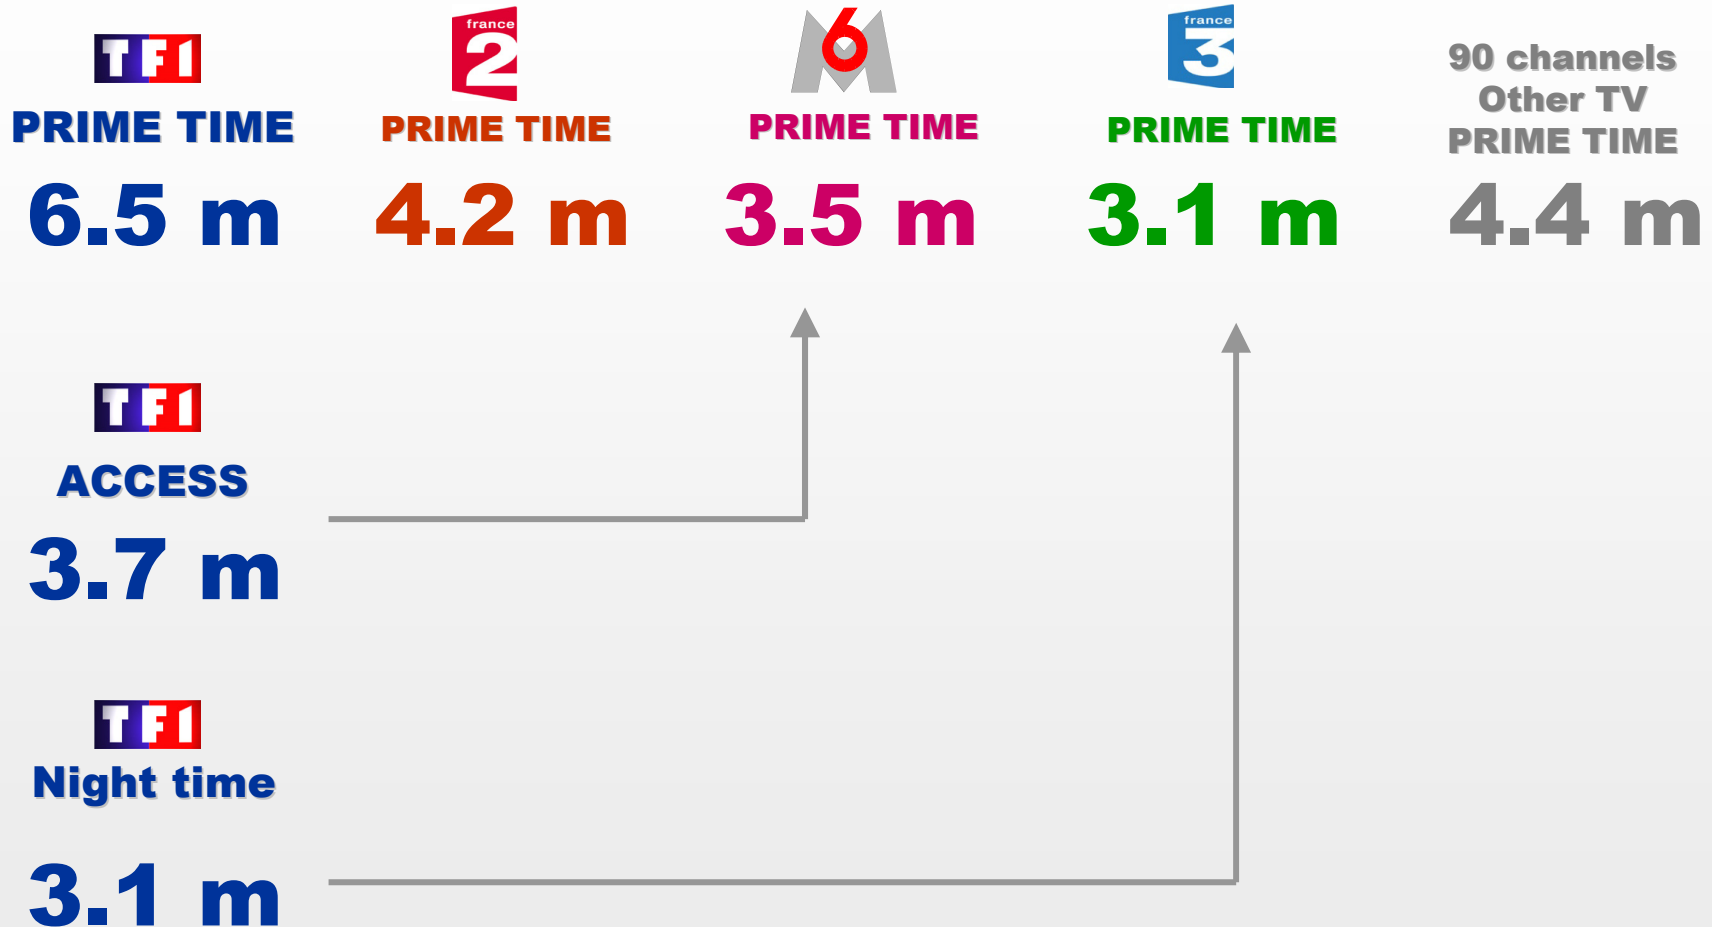 TF1
PRIME TIME
6.5 m
france
2
PRIME TIME
4.2 m
M6
PRIME TIME
3.5 m
france
3
PRIME TIME
3.1 m
90 channels
Other TV
PRIME TIME
4.4 m
TF1
ACCESS
3.7 m
TF1
Night time
3.1 m